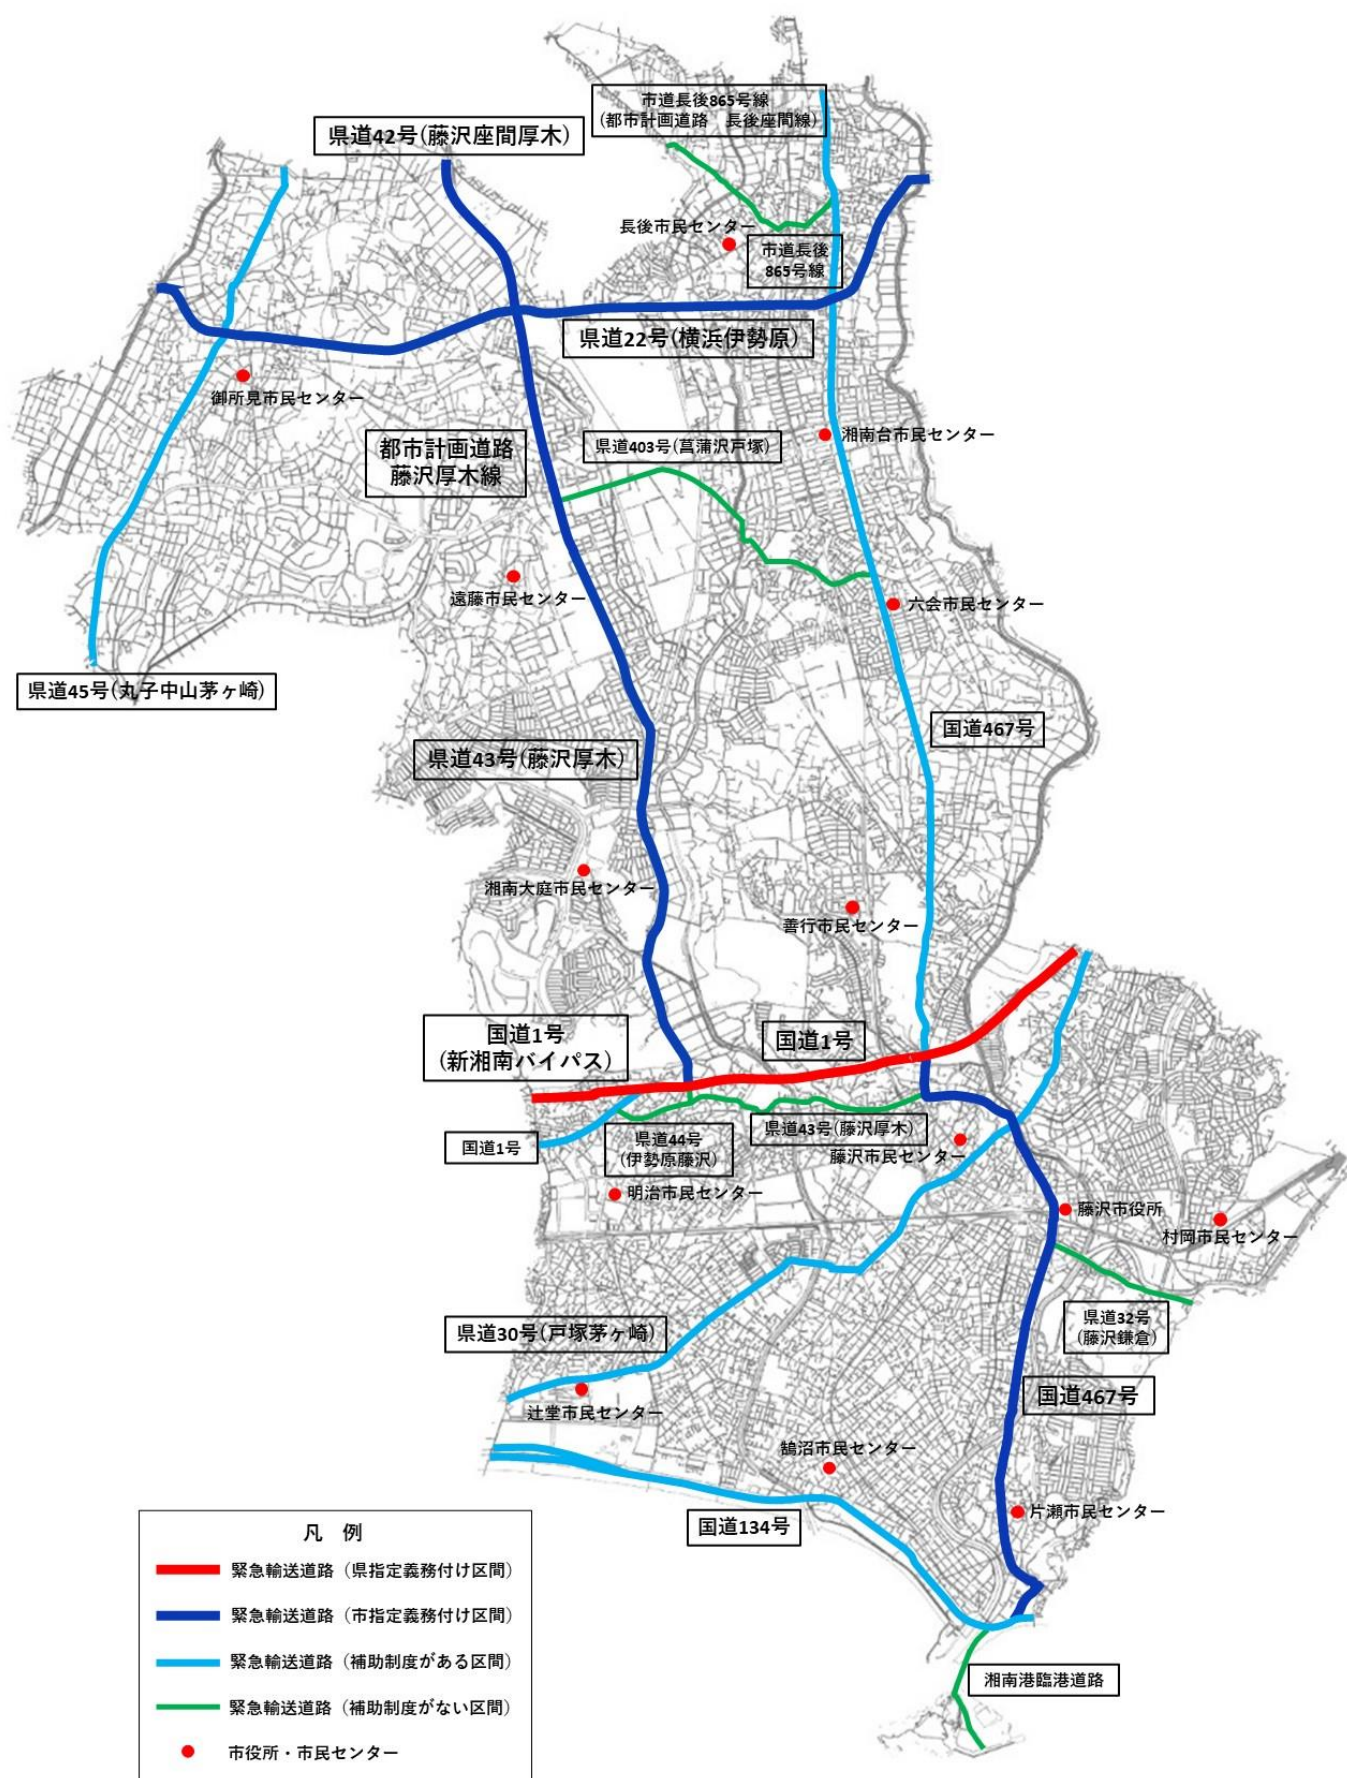 市道長後865号線
(都市計画道路　長後座間線)
県道42号(藤沢座間厚木)
長後市民センター
市道長後
865号線
県道22号(横浜伊勢原)
御所見市民センター
都市計画道路
藤沢厚木線
県道403号(菖蒲沢戸塚)
湘南台市民センター
遠藤市民センター
六会市民センター
県道45号(丸子中山茅ヶ崎)
国道467号
県道43号(藤沢厚木)
湘南大庭市民センター
善行市民センター
国道1号
(新湘南バイパス)
国道1号
国道1号
県道44号
(伊勢原藤沢)
県道43号(藤沢厚木)
藤沢市民センター
明治市民センター
藤沢市役所
村岡市民センター
県道30号(戸塚茅ヶ崎)
県道32号
(藤沢鎌倉)
国道467号
辻堂市民センター
鵠沼市民センター
国道134号
片瀬市民センター
湘南港臨港道路
凡　例
緊急輸送道路（県指定義務付け区間）
緊急輸送道路（市指定義務付け区間）
緊急輸送道路（補助制度がある区間）
緊急輸送道路（補助制度がない区間）
市役所・市民センター